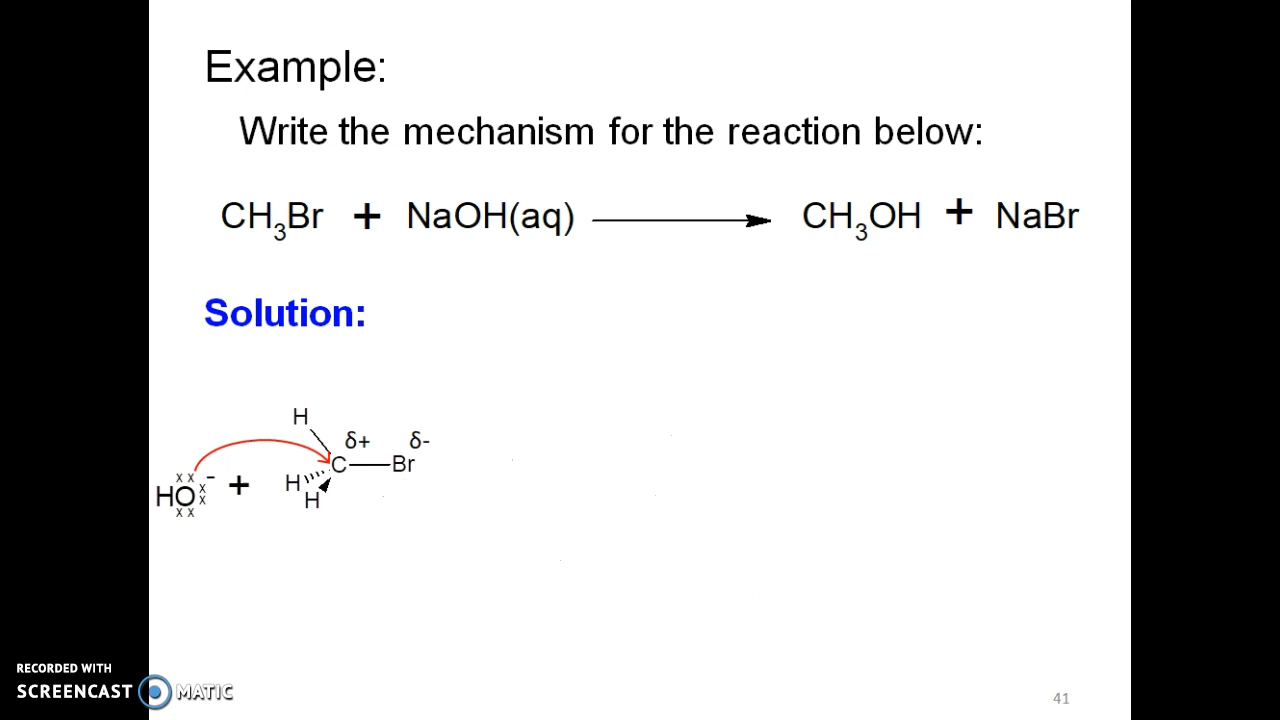 Example:
Write the mechanism for the reaction below:
CH₃Br + NaOH(aq) ⟶ CH₃OH + NaBr
Solution:
H
δ+ δ-
C Br
H
HO⁻ +
H
RECORDED WITH
SCREENCAST MATIC
41